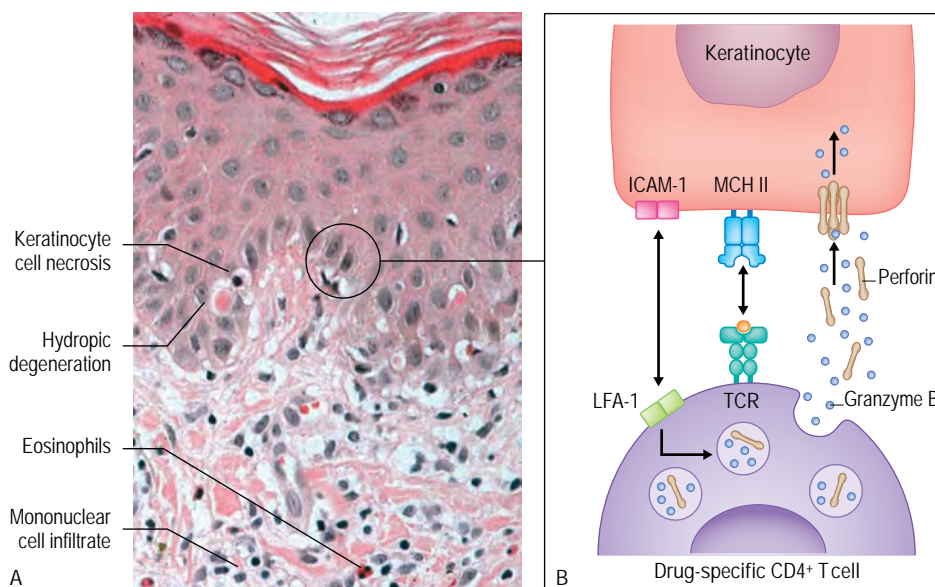 Keratinocyte
cell necrosis
Hydropic
degeneration
Eosinophils
Mononuclear
cell infiltrate
A
Keratinocyte
ICAM-1
MCH II
Perforin
LFA-1
TCR
Granzyme B
Drug-specific CD4⁺ T cell
B